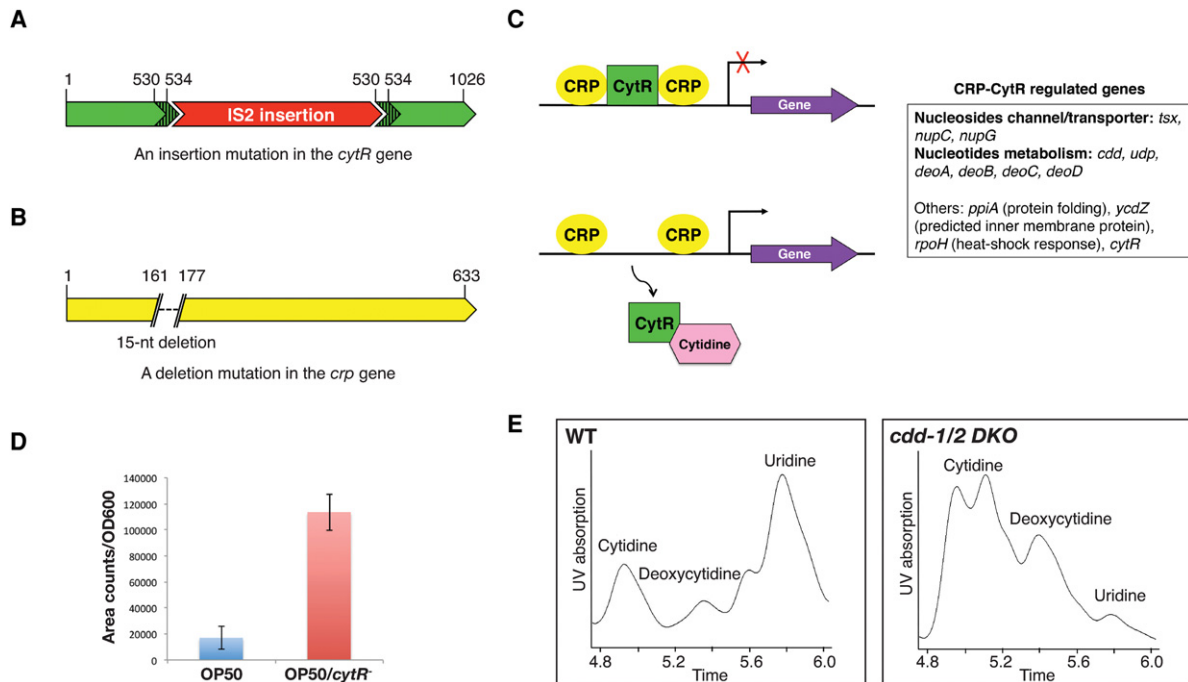 A
1
530 534
530 534
1026
IS2 insertion
An insertion mutation in the cytR gene
B
1
161 177
633
15-nt deletion
A deletion mutation in the crp gene
C
CRP CytR CRP
Gene
CRP CRP
Gene
CytR
Cytidine
CRP-CytR regulated genes
Nucleosides channel/transporter: tsx,
nupC, nupG
Nucleotides metabolism: cdd, udp,
deoA, deoB, deoC, deoD
Others: ppiA (protein folding), ycdZ
(predicted inner membrane protein),
rpoH (heat-shock response), cytR
D
Area counts/OD600
140000
120000
100000
80000
60000
40000
20000
0
OP50 OP50/cytR-
E
WT
UV absorption
Cytidine
Deoxycytidine
Uridine
4.8 5.2 5.6 6.0
Time
cdd-1/2 DKO
UV absorption
Cytidine
Deoxycytidine
Uridine
4.8 5.2 5.6 6.0
Time